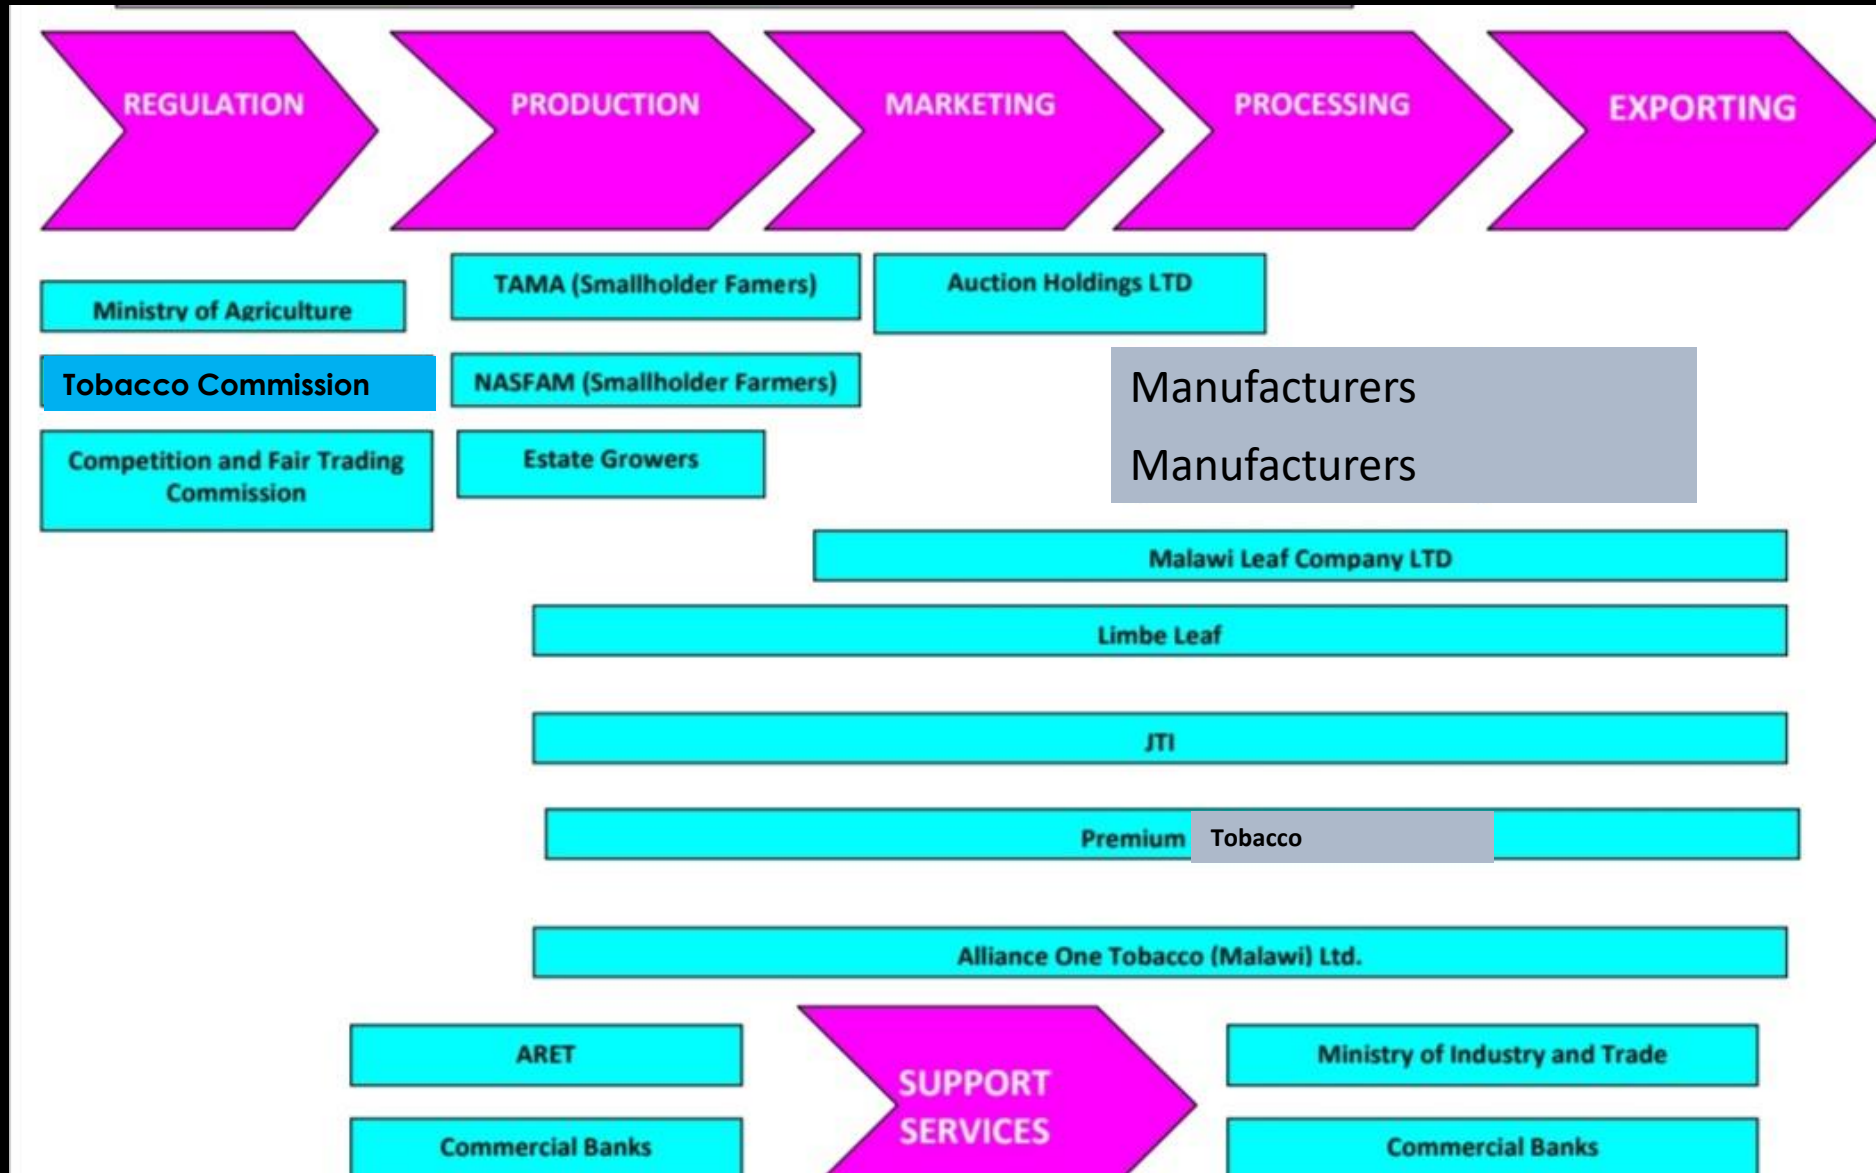 REGULATION
PRODUCTION
MARKETING
PROCESSING
EXPORTING
Ministry of Agriculture
TAMA (Smallholder Famers)
Auction Holdings LTD
Tobacco Commission
NASFAM (Smallholder Farmers)
Manufacturers
Manufacturers
Competition and Fair Trading
Commission
Estate Growers
Malawi Leaf Company LTD
Limbe Leaf
JTI
Premium Tobacco
Alliance One Tobacco (Malawi) Ltd.
ARET
SUPPORT
SERVICES
Ministry of Industry and Trade
Commercial Banks
Commercial Banks